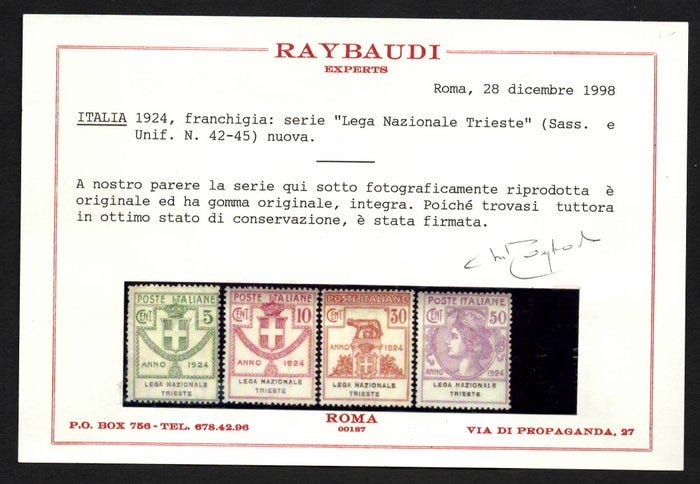 RAYBAUDI
EXPERTS
Roma, 28 dicembre 1998
ITALIA 1924, franchigia: serie "Lega Nazionale Trieste" (Sass. e
Unif. N. 42-45) nuova.
A nostro parere la serie qui sotto fotograficamente riprodotta è
originale ed ha gomma originale, integra. Poiché trovasi tuttora
in ottimo stato di conservazione, è stata firmata.
POSTE ITALIANE
CENT 5
ANNO 1924
LEGA NAZIONALE
TRIESTE
POSTE ITALIANE
CENT 10
ANNO 1924
LEGA NAZIONALE
TRIESTE
POSTE ITALIANE
CENT 30
ANNO 1924
LEGA NAZIONALE
TRIESTE
POSTE ITALIANE
CENT 50
ANNO 1924
LEGA NAZIONALE
TRIESTE
P.O. BOX 756 - TEL. 678.42.96
ROMA
00187
VIA DI PROPAGANDA, 27